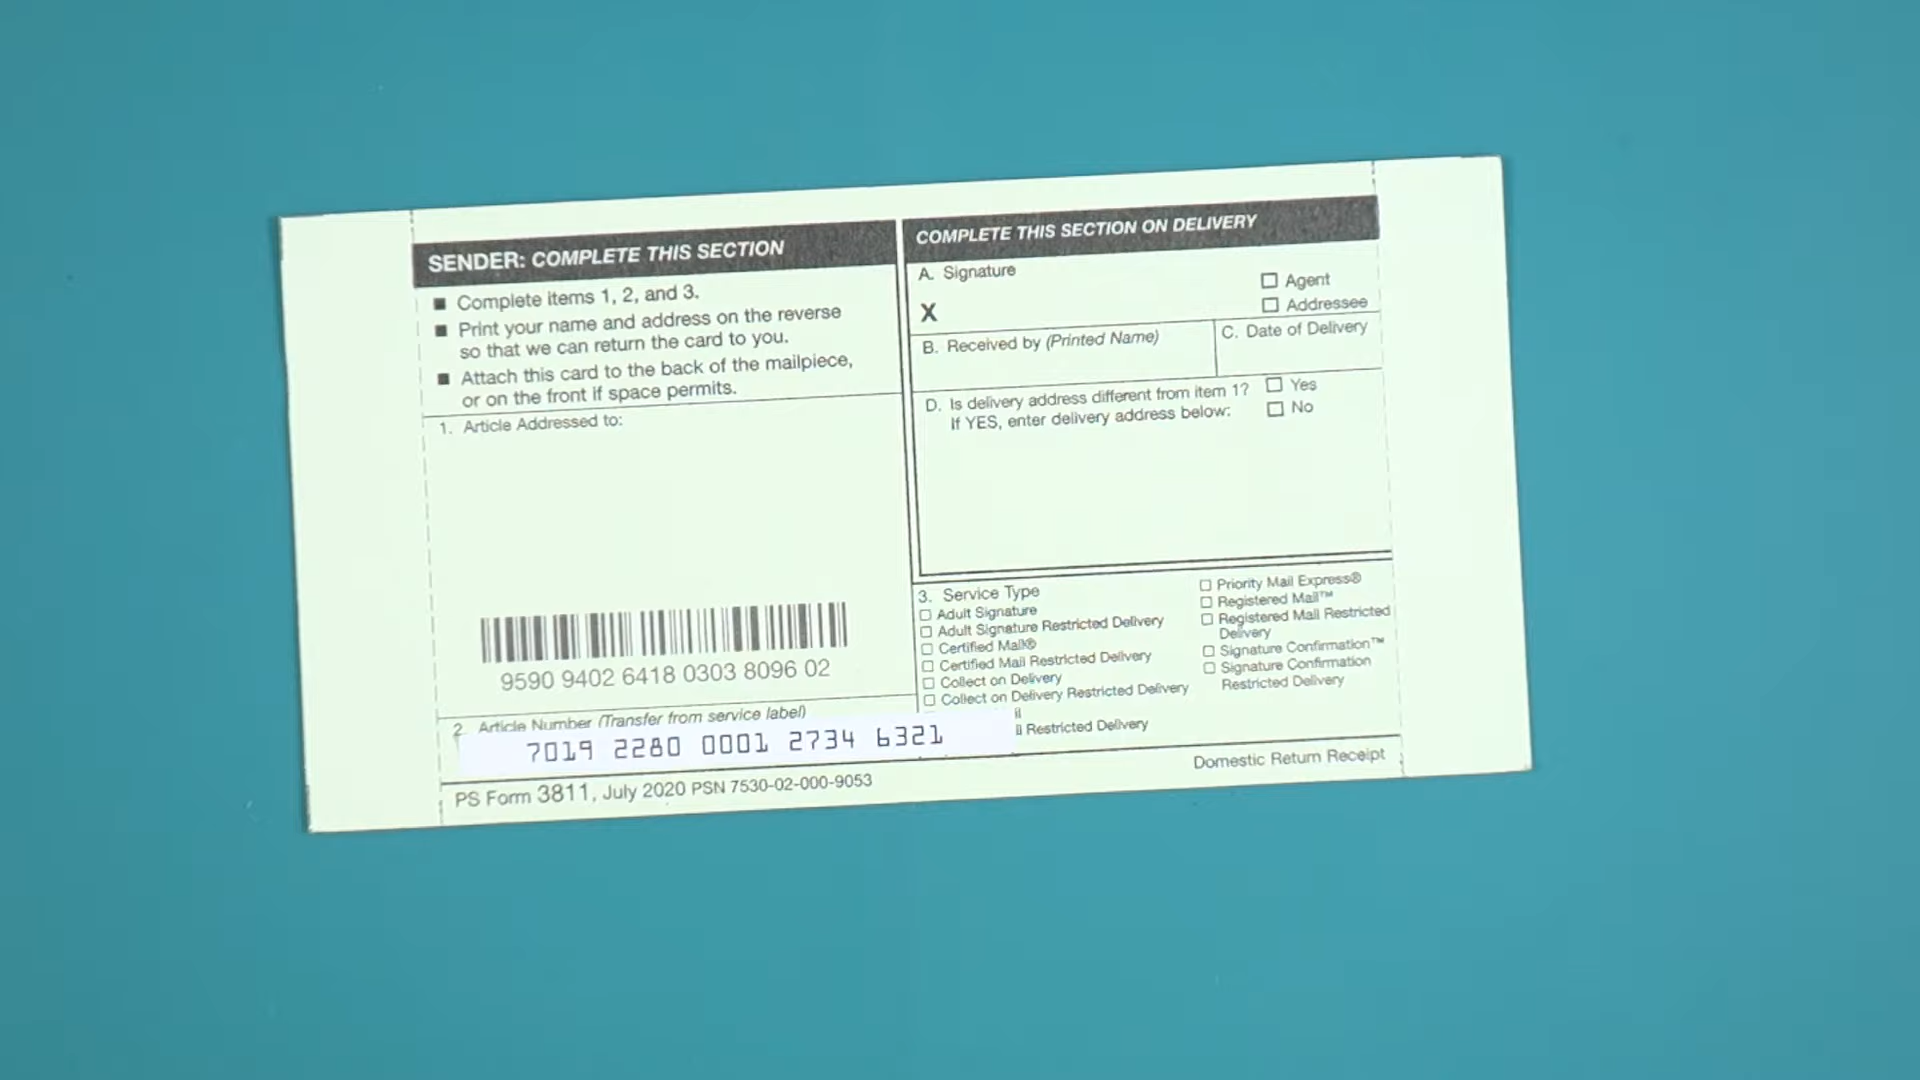 SENDER: COMPLETE THIS SECTION
■ Complete items 1, 2, and 3.
■ Print your name and address on the reverse
so that we can return the card to you.
■ Attach this card to the back of the mailpiece,
or on the front if space permits.
1. Article Addressed to:
9590 9402 6418 0303 8096 02
2. Article Number (Transfer from service label)
7019 2280 0001 2734 6321
PS Form 3811, July 2020 PSN 7530-02-000-9053
COMPLETE THIS SECTION ON DELIVERY
A. Signature
X
☐ Agent
☐ Addressee
B. Received by (Printed Name)
C. Date of Delivery
D. Is delivery address different from item 1? ☐ Yes
If YES, enter delivery address below: ☐ No
3. Service Type
☐ Adult Signature
☐ Adult Signature Restricted Delivery
☐ Certified Mail®
☐ Certified Mail Restricted Delivery
☐ Collect on Delivery
☐ Collect on Delivery Restricted Delivery
Restricted Delivery
☐ Priority Mail Express®
☐ Registered Mail™
☐ Registered Mail Restricted
Delivery
☐ Signature Confirmation™
☐ Signature Confirmation
Restricted Delivery
Domestic Return Receipt